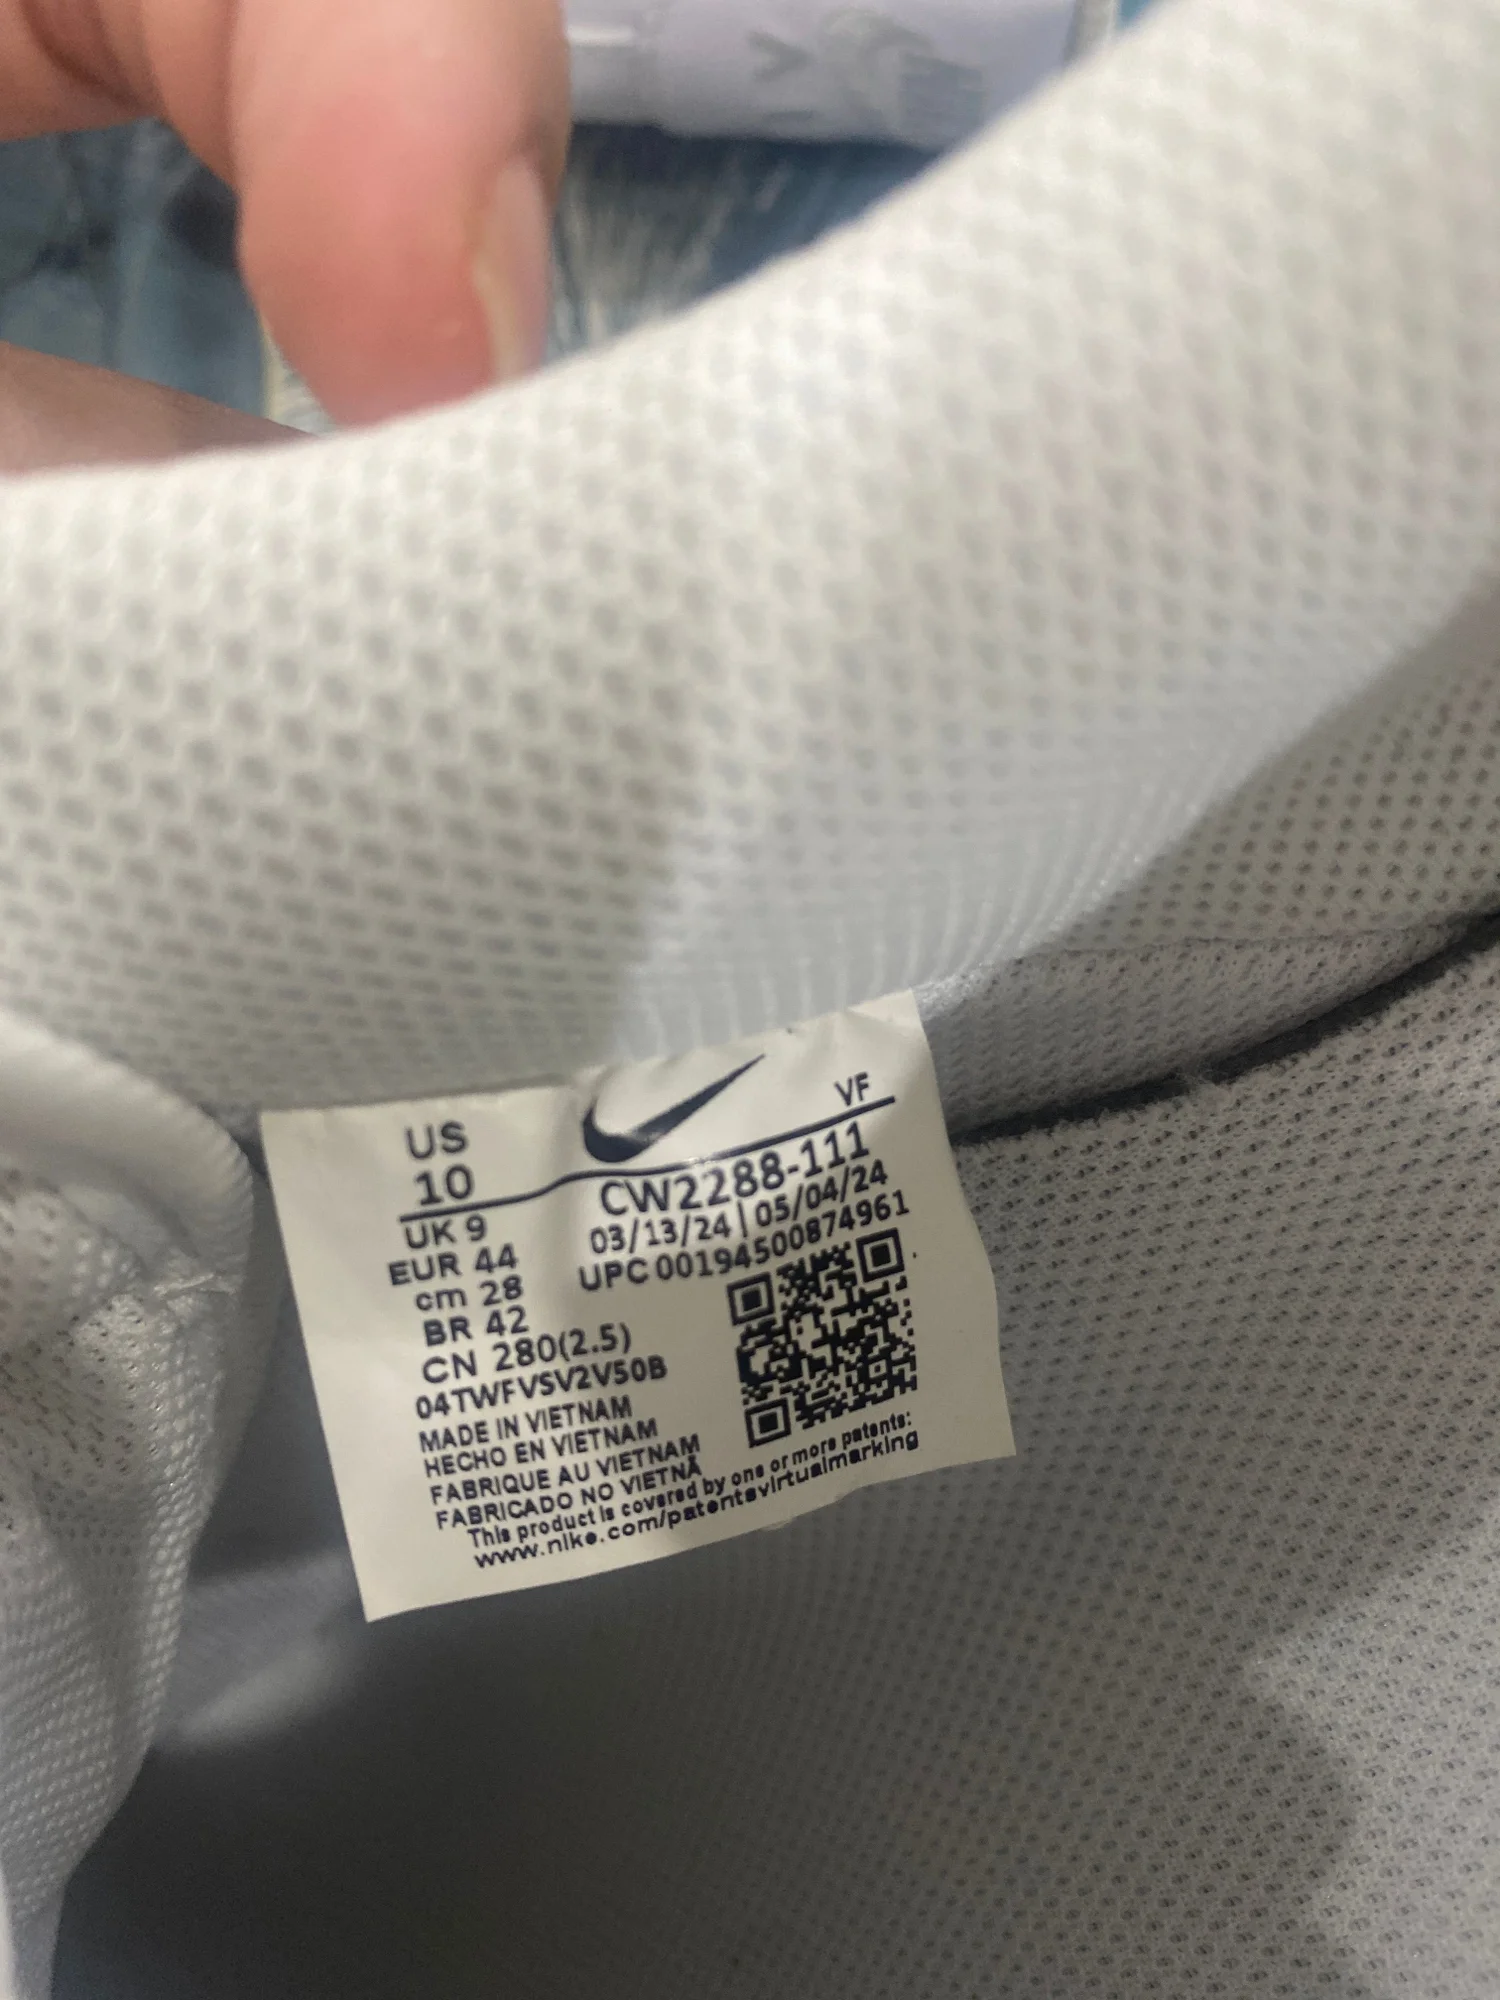 US
10
UK 9
EUR 44
cm 28
BR 42
CN 280(2.5)
04TWFVSV2V50B
MADE IN VIETNAM
HECHO EN VIETNAM
FABRIQUE AU VIETNAM
FABRICADO NO VIETNÃ
This product is covered by one or more patents:
www.nike.com/patentsvirtualmarking
VF
CW2288-111
03/13/24 | 05/04/24
UPC 00194500874961